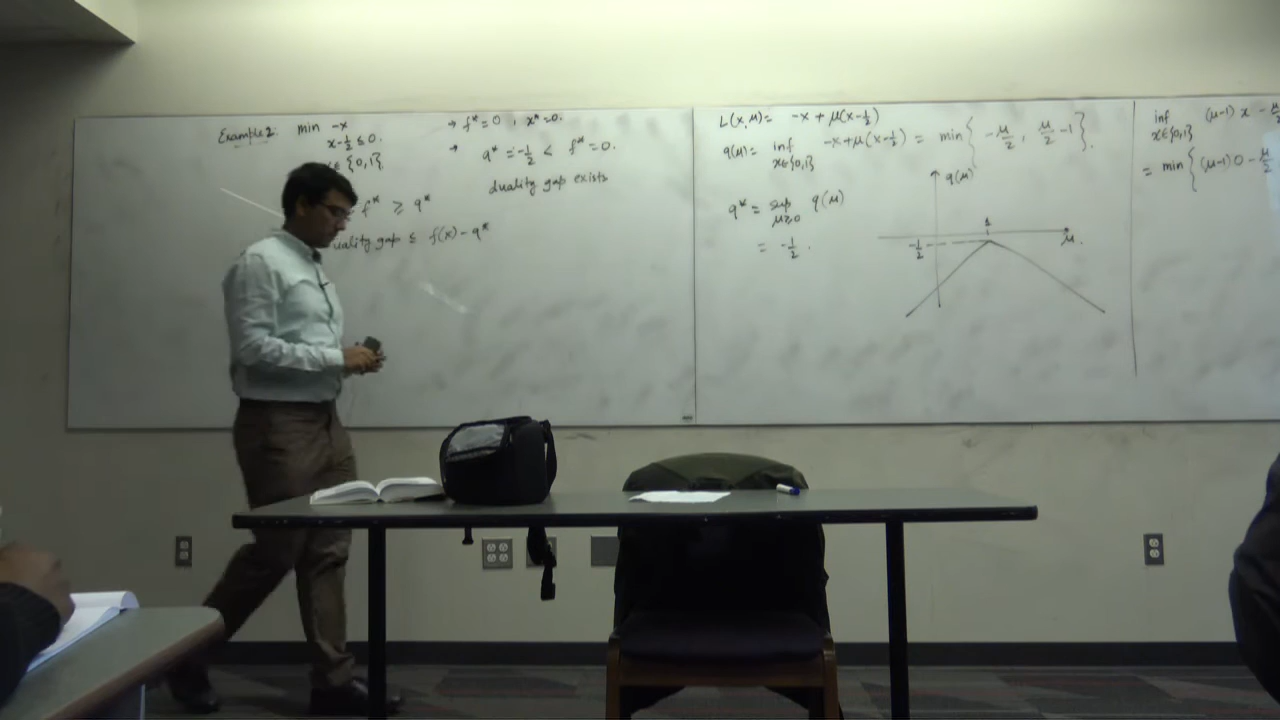 Example 2: min -x
x-½ ≤ 0.
x∈{0,1}.
→ f* = 0 , x* = 0.
→ q* = -½ < f* = 0.
duality gap exists
f* ≥ q*
uality gap ≤ f(x) - q*
L(x,μ) = -x + μ(x-½)
q(μ) = inf -x+μ(x-½) = min{ -μ/2 , μ/2 -1 }.
x∈{0,1}
q* = sup q(μ)
μ≥0
= -½ .
q(μ)
1
μ.
-½
inf (μ-1) x - μ
x∈{0,1}
= min{ (μ-1)0 - μ/2